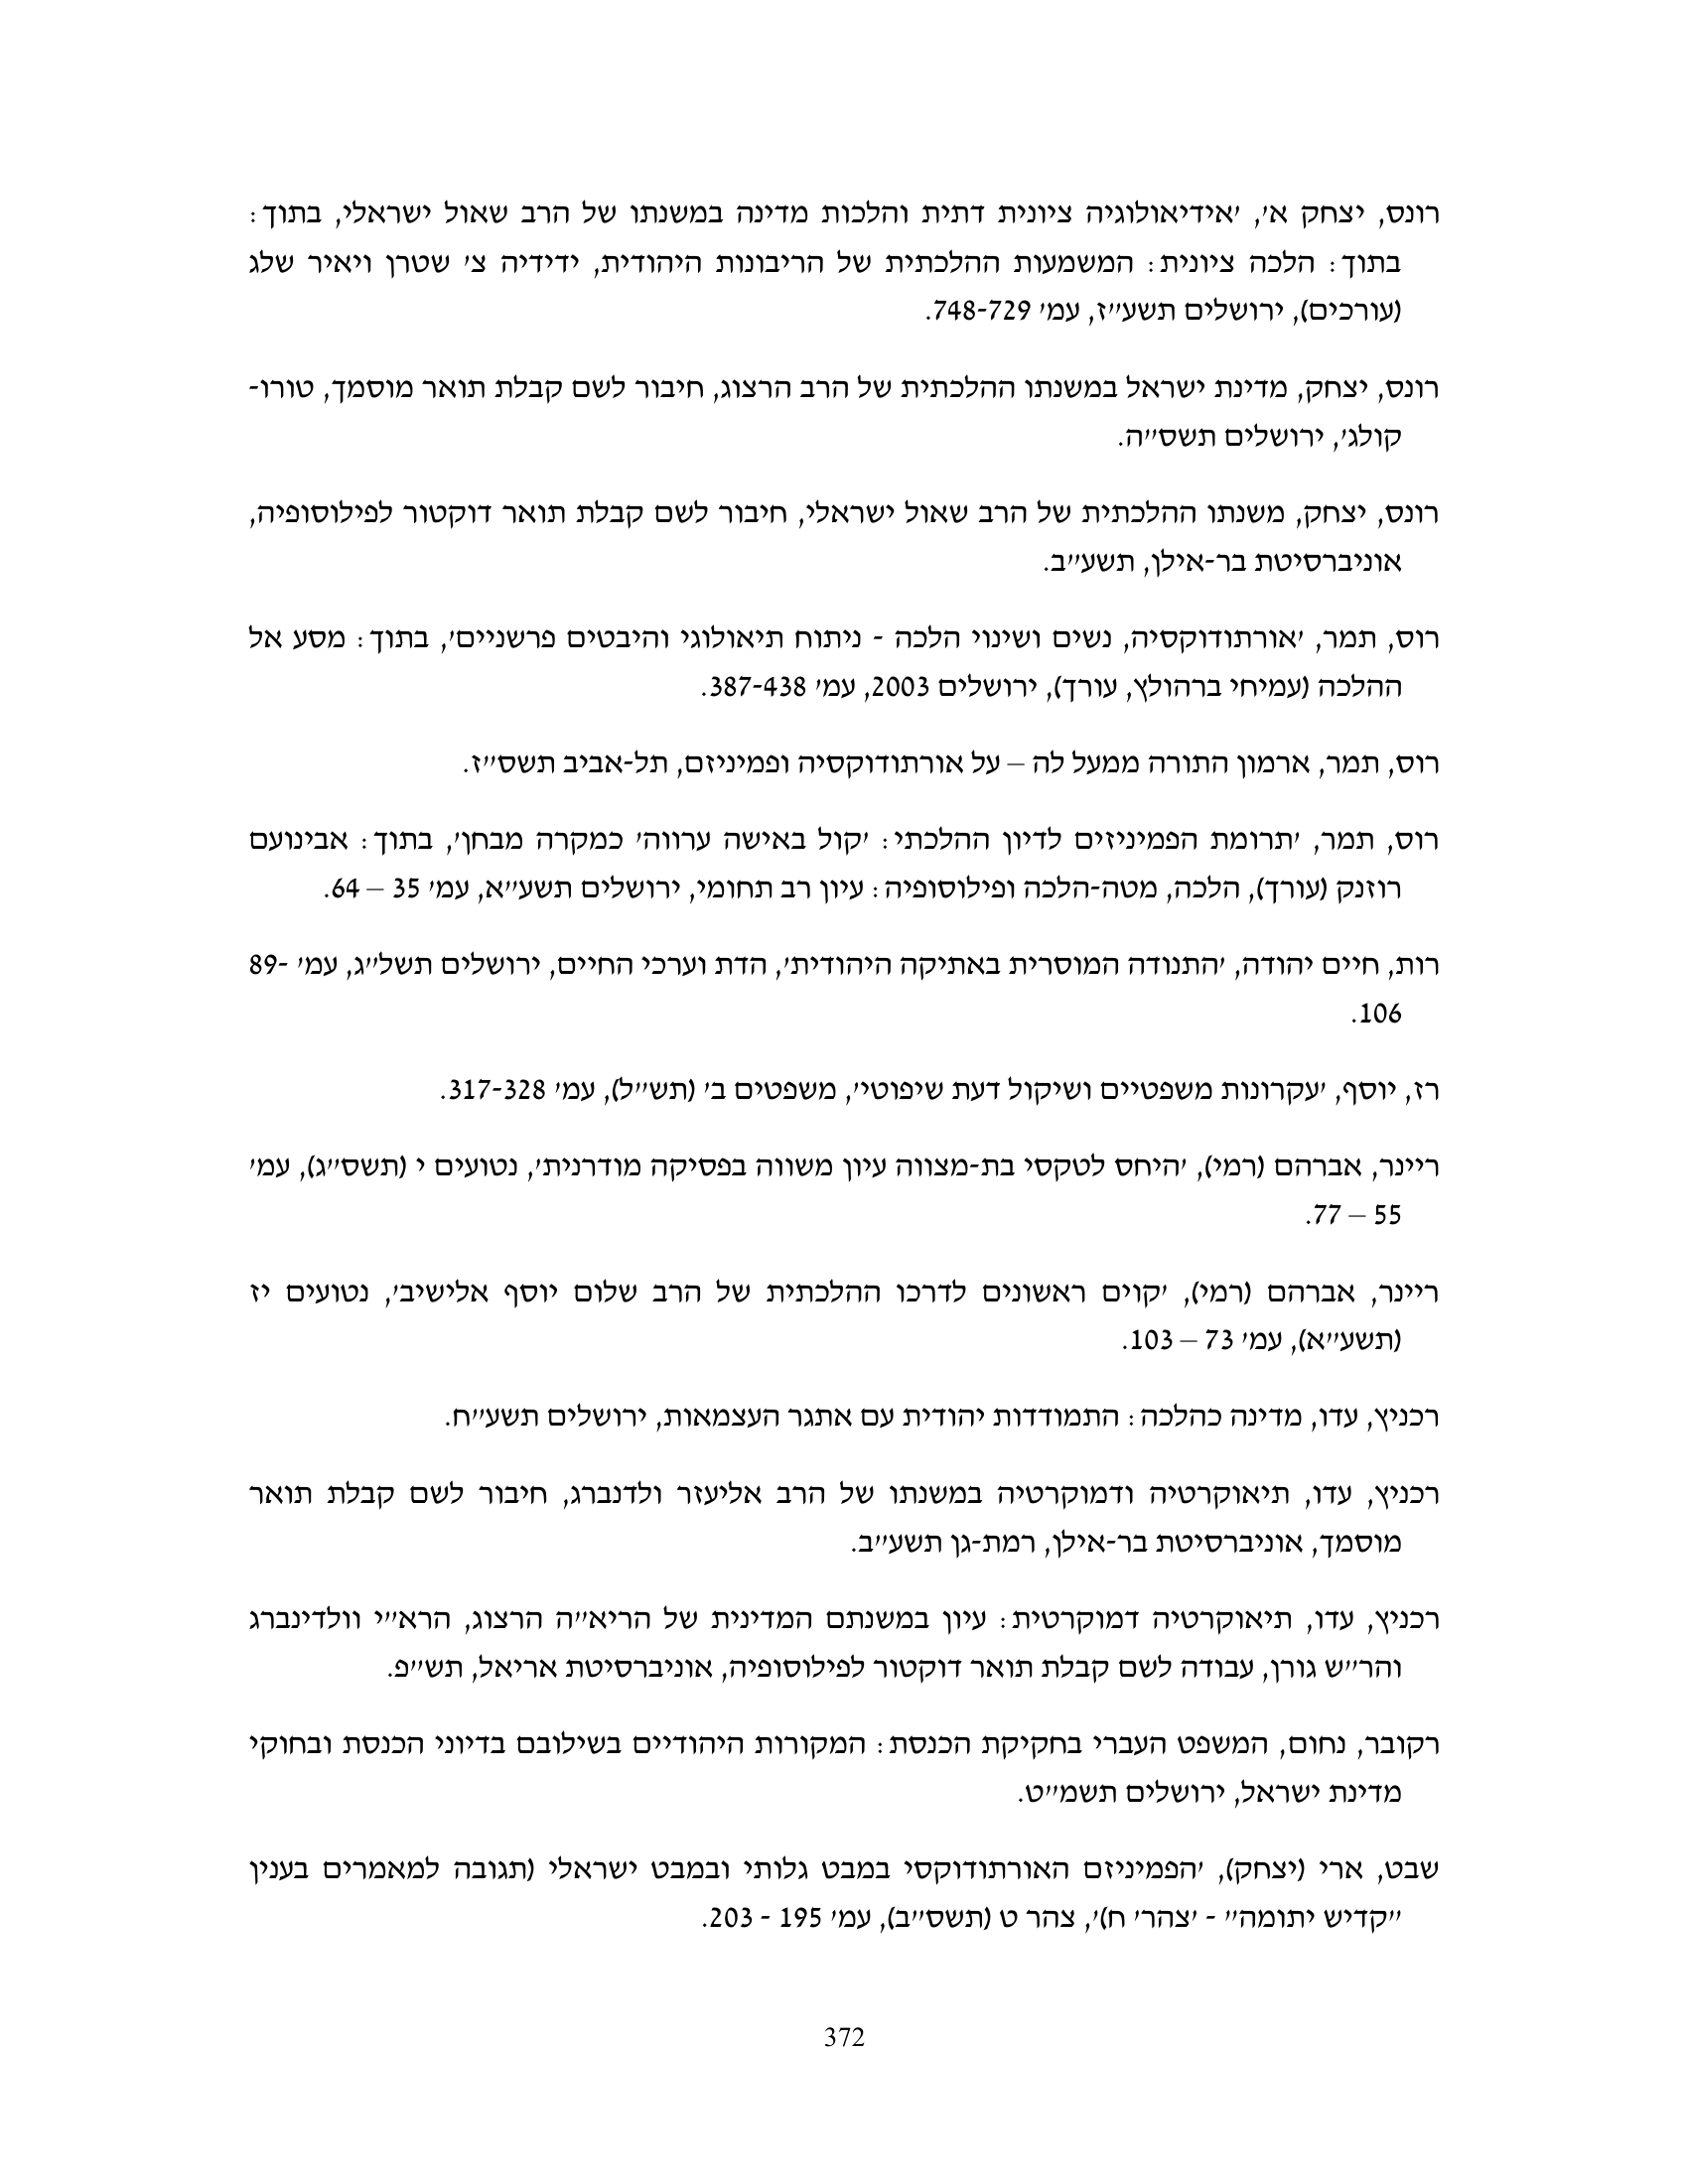 רונס, יצחק א', 'אידיאולוגיה ציונית דתית והלכות מדינה במשנתו של הרב שאול ישראלי, בתוך:
בתוך: הלכה ציונית: המשמעות ההלכתית של הריבונות היהודית, ידידיה צ' שטרן ויאיר שלג
(עורכים), ירושלים תשע"ז, עמ' 748-729.
רונס, יצחק, מדינת ישראל במשנתו ההלכתית של הרב הרצוג, חיבור לשם קבלת תואר מוסמך, טורו-
קולג', ירושלים תשס"ה.
רונס, יצחק, משנתו ההלכתית של הרב שאול ישראלי, חיבור לשם קבלת תואר דוקטור לפילוסופיה,
אוניברסיטת בר-אילן, תשע"ב.
רוס, תמר, 'אורתודוקסיה, נשים ושינוי הלכה - ניתוח תיאולוגי והיבטים פרשניים', בתוך: מסע אל
ההלכה (עמיחי ברהולץ, עורך), ירושלים 2003, עמ' 387-438.
רוס, תמר, ארמון התורה ממעל לה – על אורתודוקסיה ופמיניזם, תל-אביב תשס"ז.
רוס, תמר, 'תרומת הפמיניזים לדיון ההלכתי: 'קול באישה ערווה' כמקרה מבחן', בתוך: אבינועם
רוזנק (עורך), הלכה, מטה-הלכה ופילוסופיה: עיון רב תחומי, ירושלים תשע"א, עמ' 35 – 64.
רות, חיים יהודה, 'התנודה המוסרית באתיקה היהודית', הדת וערכי החיים, ירושלים תשל"ג, עמ' 89-
106.
רז, יוסף, 'עקרונות משפטיים ושיקול דעת שיפוטי', משפטים ב' (תש"ל), עמ' 317-328.
ריינר, אברהם (רמי), 'היחס לטקסי בת-מצווה עיון משווה בפסיקה מודרנית', נטועים י (תשס"ג), עמ'
55 – 77.
ריינר, אברהם (רמי), 'קוים ראשונים לדרכו ההלכתית של הרב שלום יוסף אלישיב', נטועים יז
(תשע"א), עמ' 73 – 103.
רכניץ, עדו, מדינה כהלכה: התמודדות יהודית עם אתגר העצמאות, ירושלים תשע"ח.
רכניץ, עדו, תיאוקרטיה ודמוקרטיה במשנתו של הרב אליעזר ולדנברג, חיבור לשם קבלת תואר
מוסמך, אוניברסיטת בר-אילן, רמת-גן תשע"ב.
רכניץ, עדו, תיאוקרטיה דמוקרטית: עיון במשנתם המדינית של הריא"ה הרצוג, הרא"י וולדינברג
והר"ש גורן, עבודה לשם קבלת תואר דוקטור לפילוסופיה, אוניברסיטת אריאל, תש"פ.
רקובר, נחום, המשפט העברי בחקיקת הכנסת: המקורות היהודיים בשילובם בדיוני הכנסת ובחוקי
מדינת ישראל, ירושלים תשמ"ט.
שבט, ארי (יצחק), 'הפמיניזם האורתודוקסי במבט גלותי ובמבט ישראלי (תגובה למאמרים בענין
"קדיש יתומה" - 'צהר' ח)', צהר ט (תשס"ב), עמ' 195 - 203.
372